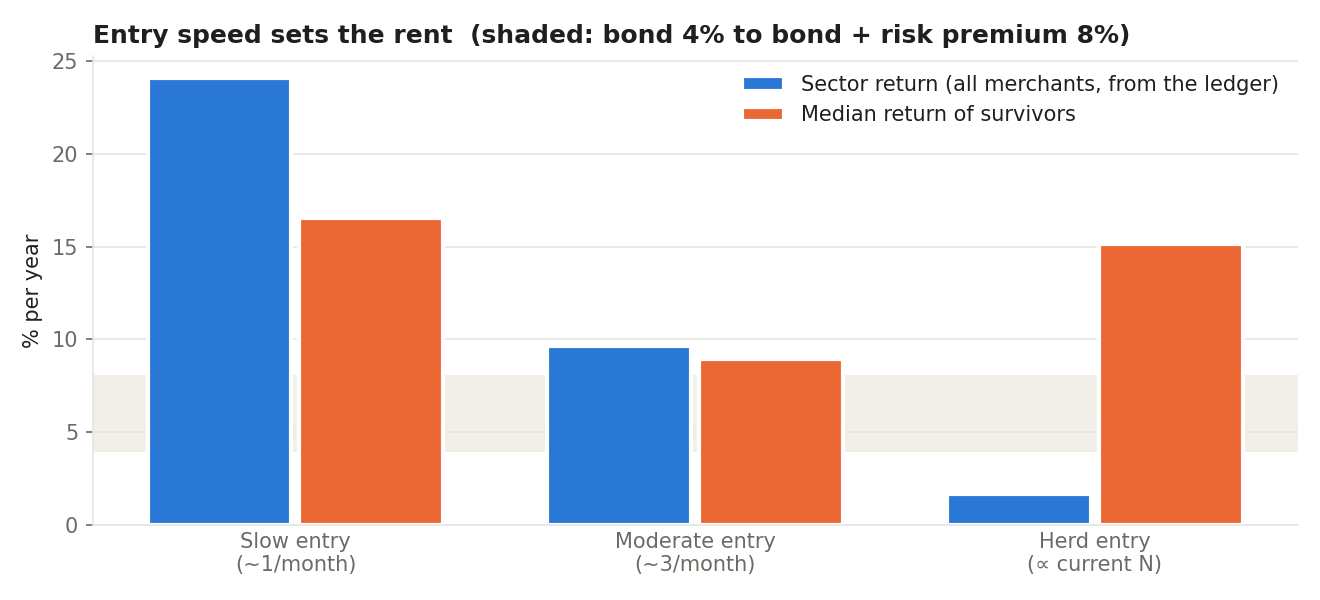 Entry speed sets the rent  (shaded: bond 4% to bond + risk premium 8%)
Sector return (all merchants, from the ledger)
Median return of survivors
% per year
25
20
15
10
5
0
Slow entry
(~1/month)
Moderate entry
(~3/month)
Herd entry
(∝ current N)